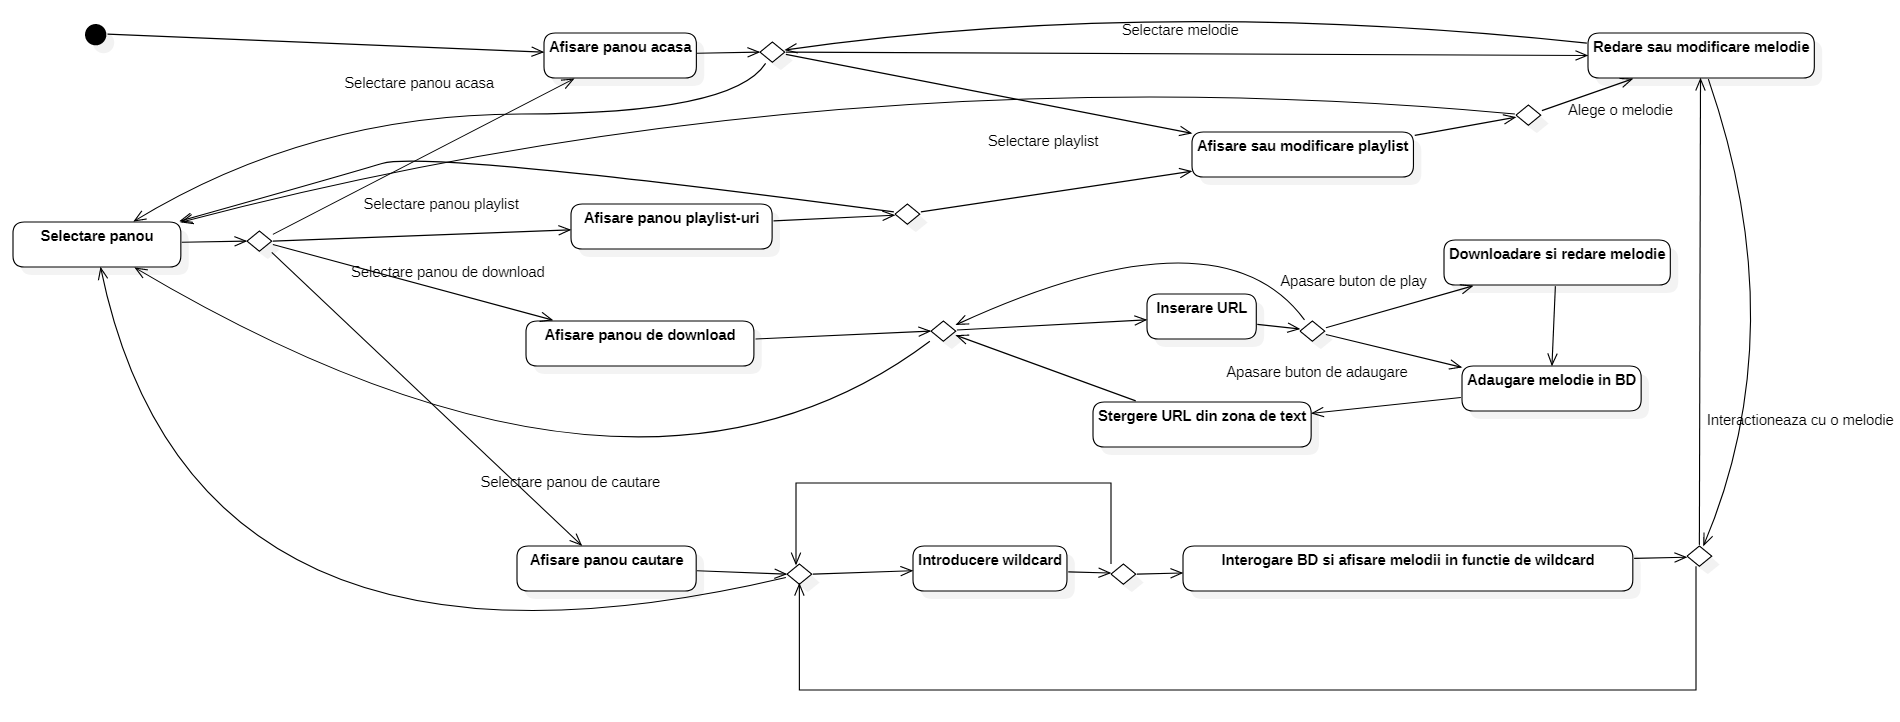 Selectare melodie
Afisare panou acasa
Redare sau modificare melodie
Selectare panou acasa
Alege o melodie
Selectare playlist
Afisare sau modificare playlist
Selectare panou playlist
Afisare panou playlist-uri
Selectare panou
Downloadare si redare melodie
Selectare panou de download
Apasare buton de play
Inserare URL
Afisare panou de download
Apasare buton de adaugare
Adaugare melodie in BD
Stergere URL din zona de text
Interactioneaza cu o melodie
Selectare panou de cautare
Afisare panou cautare
Introducere wildcard
Interogare BD si afisare melodii in functie de wildcard